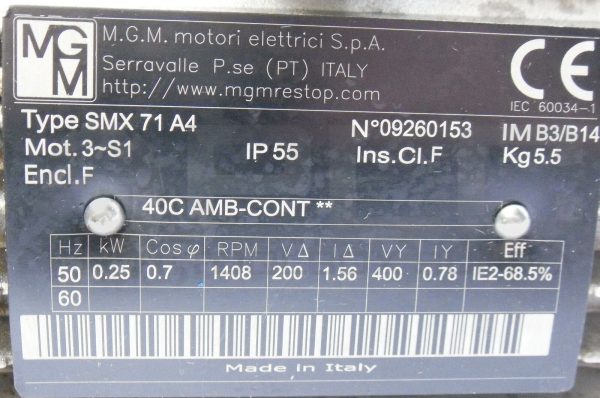 MGM
M.G.M. motori elettrici S.p.A.
Serravalle P.se (PT) ITALY
http://www.mgmrestop.com
CE
IEC 60034-1
Type SMX 71 A4 N°09260153 IM B3/B14
Mot. 3~S1 IP 55 Ins.Cl.F Kg5.5
Encl.F
40C AMB-CONT **
Hz kW Cosφ RPM VΔ IΔ VY IY Eff
50 0.25 0.7 1408 200 1.56 400 0.78 IE2-68.5%
60
Made in Italy